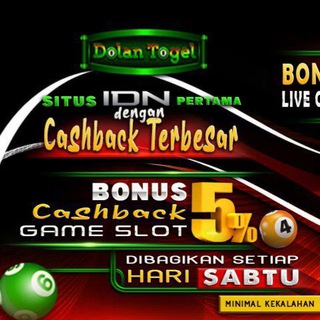 Dolan Togel
SITUS IDN PERTAMA
dengan
Cashback Terbesar
BONUS
Cashback 5%
GAME SLOT
4
DIBAGIKAN SETIAP
HARI SABTU
MINIMAL KEKALAHAN
BON
LIVE C
6